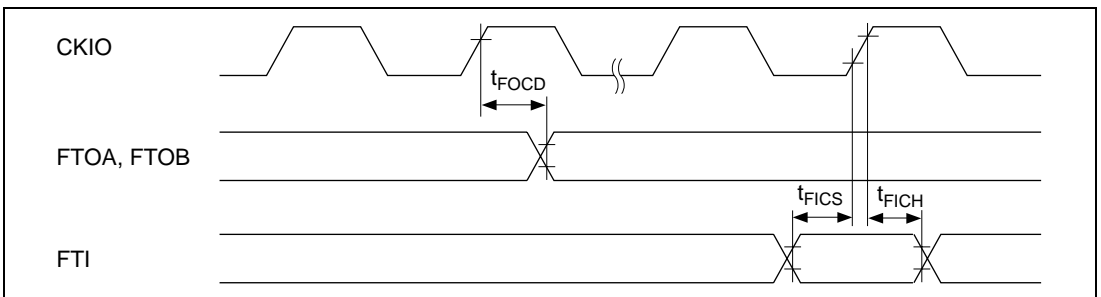 CKIO
tFOCD
FTOA, FTOB
tFICS tFICH
FTI